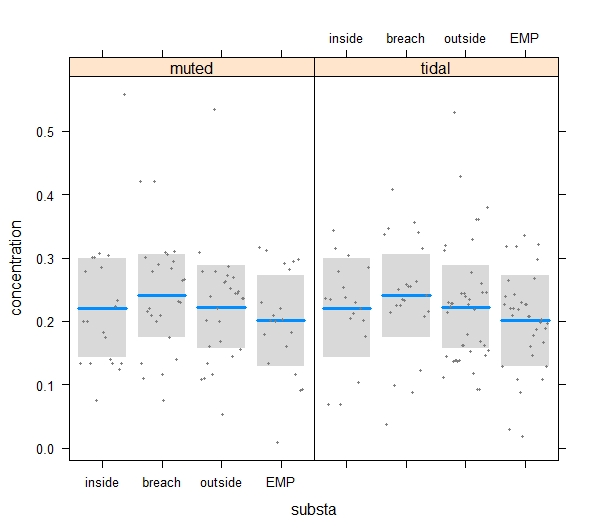 inside breach outside EMP
muted tidal
0.5
0.4
0.3
0.2
0.1
0.0
concentration
inside breach outside EMP
substa